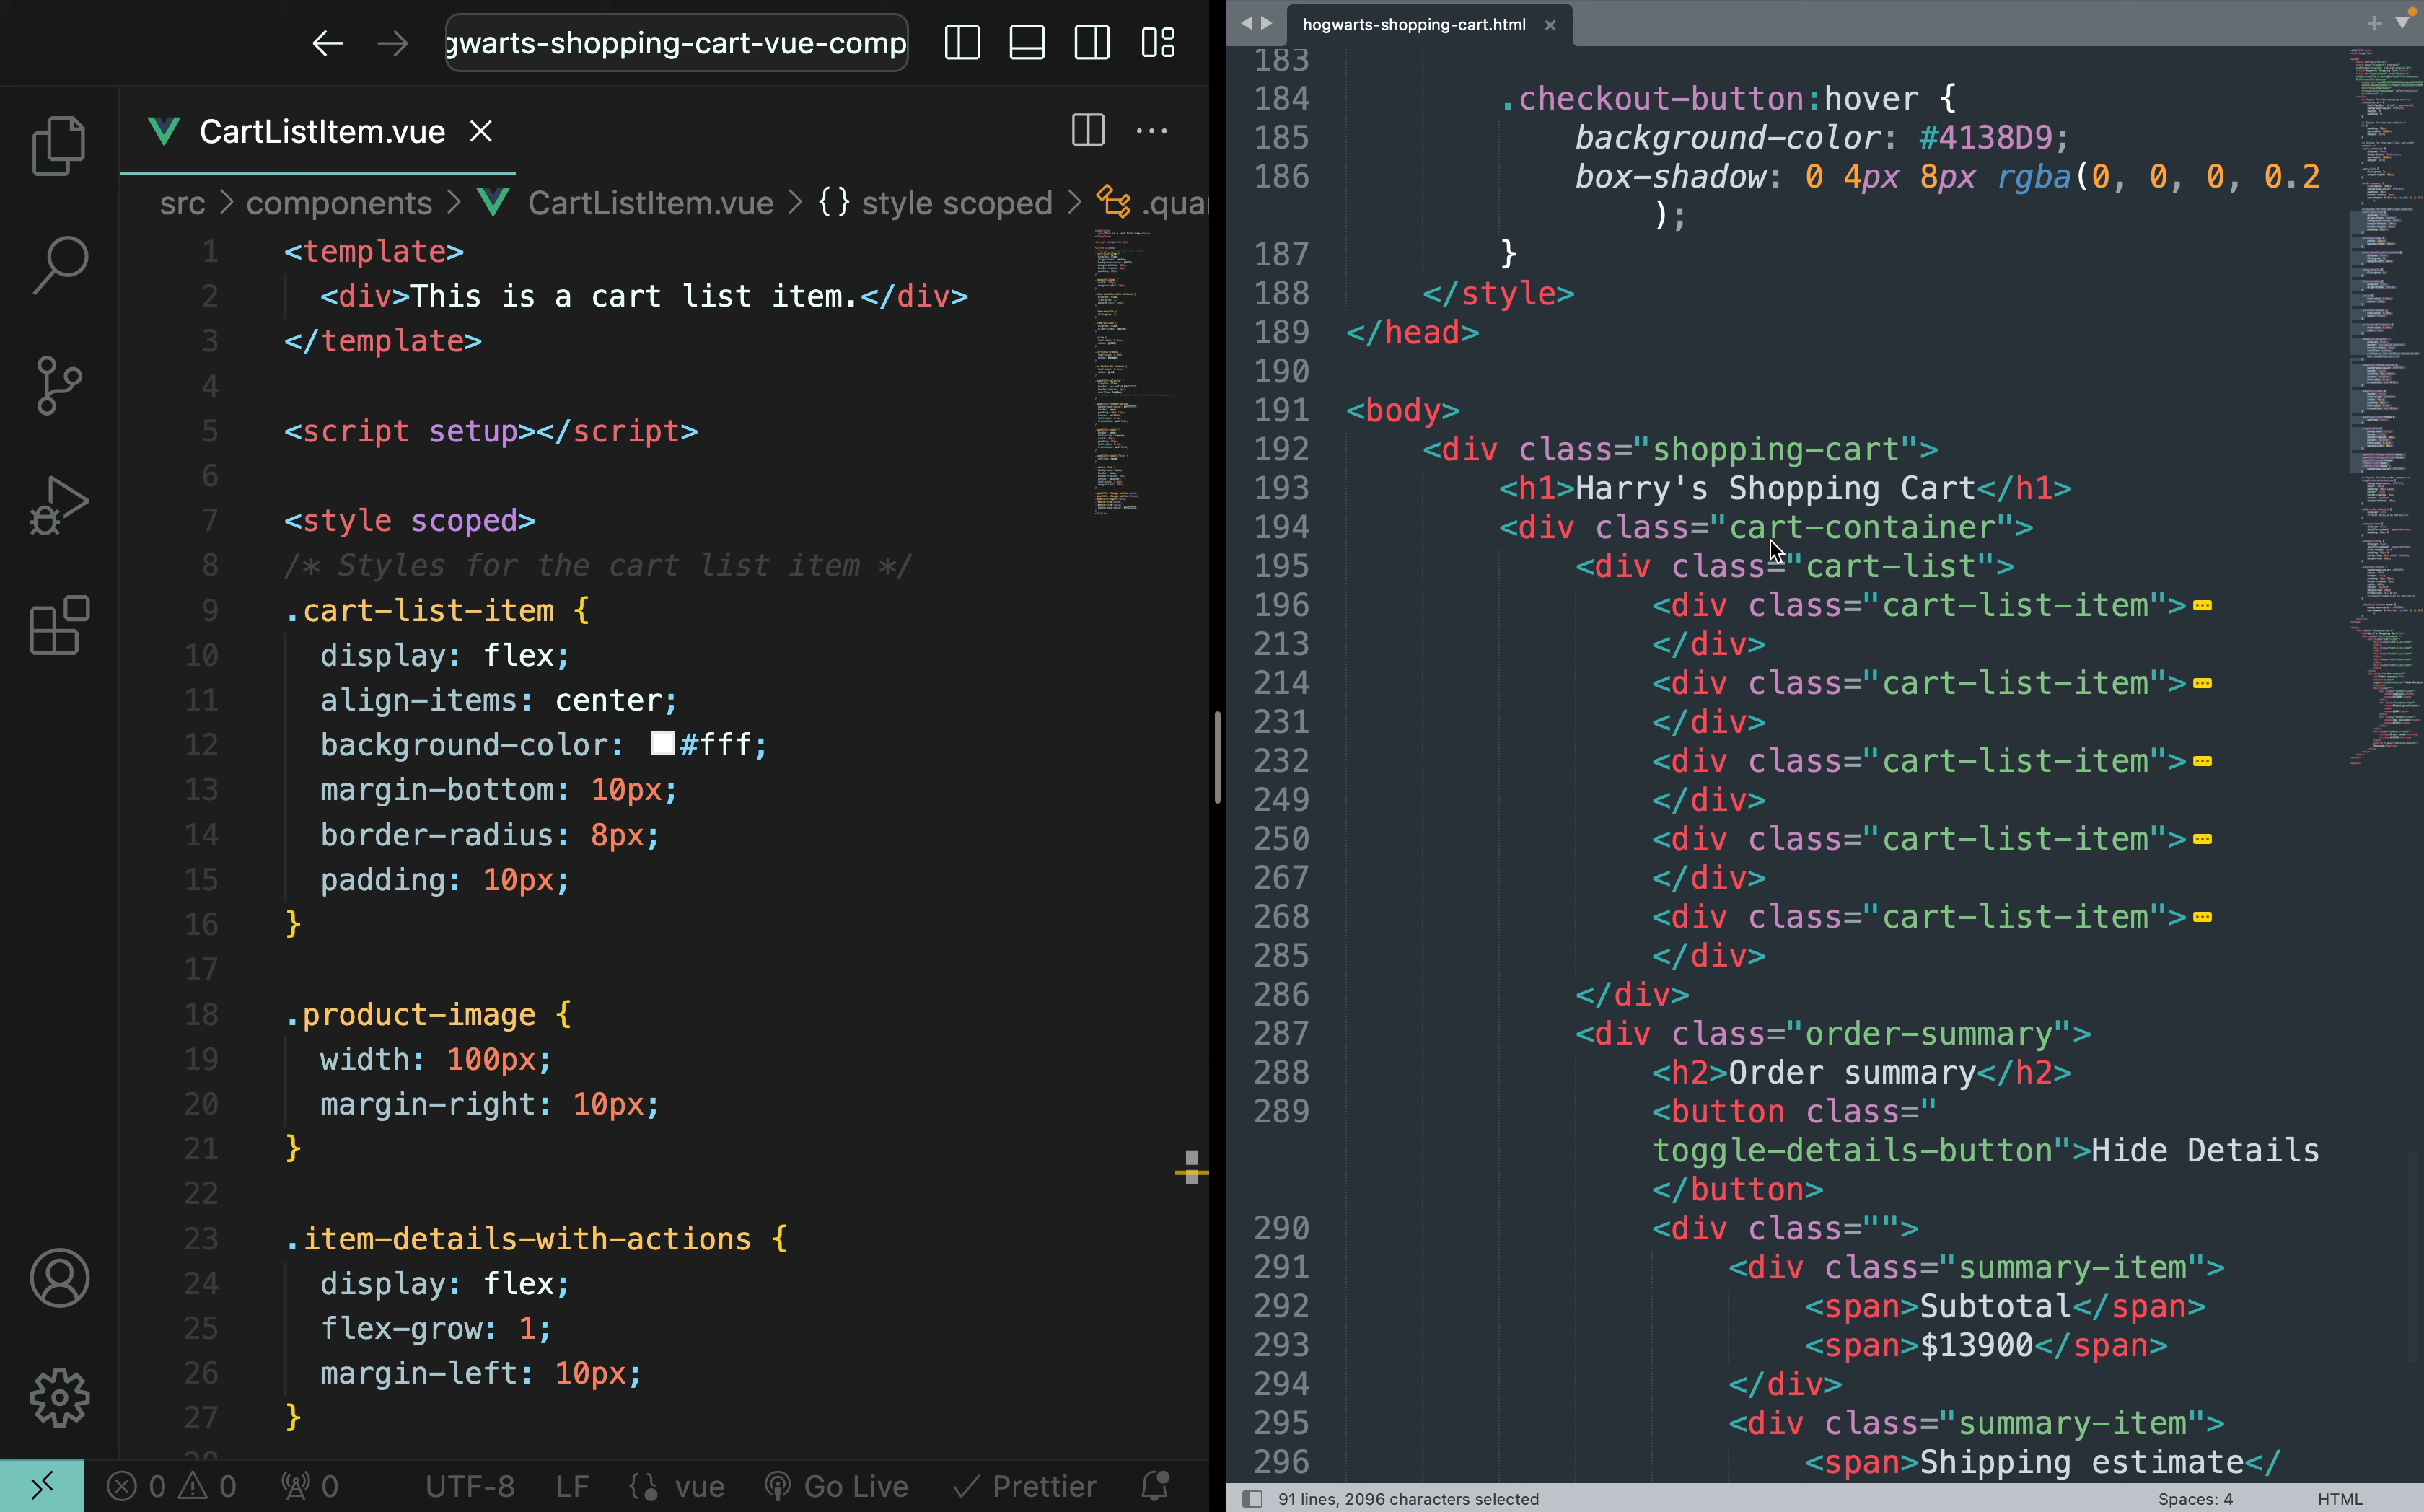 gwarts-shopping-cart-vue-comp
CartListItem.vue
src > components > CartListItem.vue > {} style scoped > .qua
1 <template>
2 <div>This is a cart list item.</div>
3 </template>
4
5 <script setup></script>
6
7 <style scoped>
8 /* Styles for the cart list item */
9 .cart-list-item {
10 display: flex;
11 align-items: center;
12 background-color: #fff;
13 margin-bottom: 10px;
14 border-radius: 8px;
15 padding: 10px;
16 }
17
18 .product-image {
19 width: 100px;
20 margin-right: 10px;
21 }
22
23 .item-details-with-actions {
24 display: flex;
25 flex-grow: 1;
26 margin-left: 10px;
27 }
0 0 0 UTF-8 LF {} vue Go Live Prettier
hogwarts-shopping-cart.html
183
184 .checkout-button:hover {
185 background-color: #4138D9;
186 box-shadow: 0 4px 8px rgba(0, 0, 0, 0.2
);
187 }
188 </style>
189 </head>
190
191 <body>
192 <div class="shopping-cart">
193 <h1>Harry's Shopping Cart</h1>
194 <div class="cart-container">
195 <div class="cart-list">
196 <div class="cart-list-item">
213 </div>
214 <div class="cart-list-item">
231 </div>
232 <div class="cart-list-item">
249 </div>
250 <div class="cart-list-item">
267 </div>
268 <div class="cart-list-item">
285 </div>
286 </div>
287 <div class="order-summary">
288 <h2>Order summary</h2>
289 <button class="
toggle-details-button">Hide Details
</button>
290 <div class="">
291 <div class="summary-item">
292 <span>Subtotal</span>
293 <span>$13900</span>
294 </div>
295 <div class="summary-item">
296 <span>Shipping estimate</
91 lines, 2096 characters selected
Spaces: 4
HTML